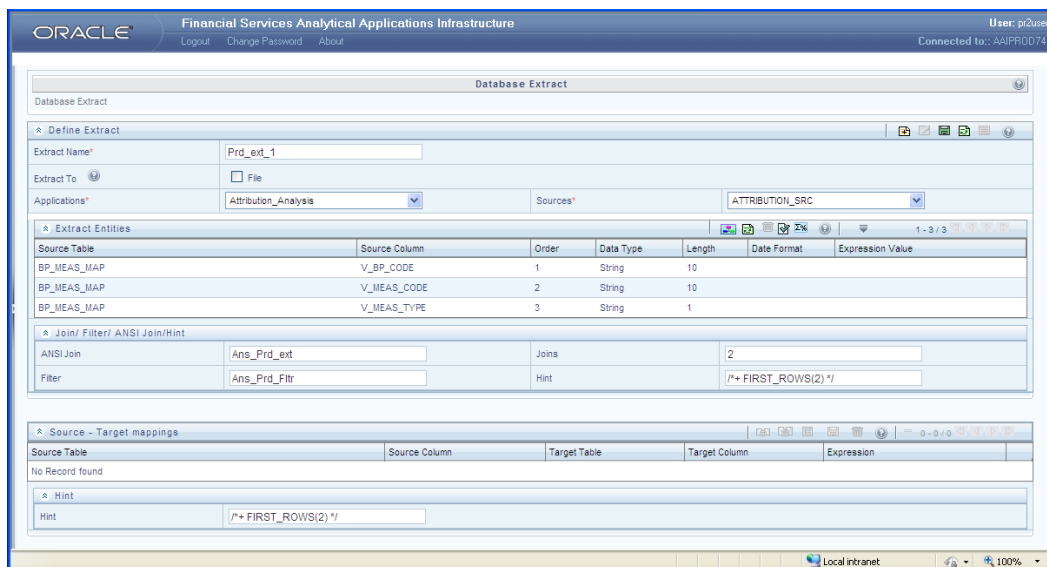 ORACLE
Financial Services Analytical Applications Infrastructure
User: pr2user
Logout Change Password About
Connected to:: AAIPROD74
Database Extract
Database Extract
Define Extract
Extract Name*
Prd_ext_1
Extract To
File
Applications*
Attribution_Analysis
Sources*
ATTRIBUTION_SRC
Extract Entities
1 - 3 / 3
Source Table Source Column Order Data Type Length Date Format Expression Value
BP_MEAS_MAP V_BP_CODE 1 String 10
BP_MEAS_MAP V_MEAS_CODE 2 String 10
BP_MEAS_MAP V_MEAS_TYPE 3 String 1
Join/ Filter/ ANSI Join/Hint
ANSI Join Ans_Prd_ext Joins 2
Filter Ans_Prd_Fltr Hint /*+ FIRST_ROWS(2) */
Source - Target mappings
0 - 0 / 0
Source Table Source Column Target Table Target Column Expression
No Record found
Hint
Hint /*+ FIRST_ROWS(2) */
Local intranet 100%